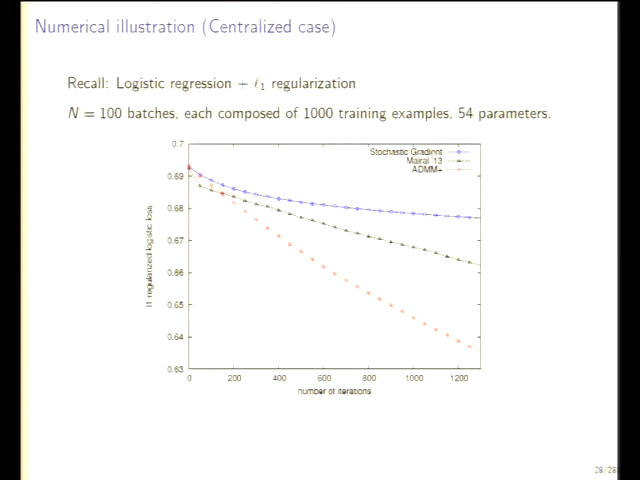 Numerical illustration (Centralized case)
Recall: Logistic regression + ℓ1 regularization
N = 100 batches, each composed of 1000 training examples, 54 parameters.
0.7
0.69
0.68
0.67
0.66
0.65
0.64
0.63
l1 regularized logistic loss
Stochastic Gradient
Mairal '13
ADMM+
0 200 400 600 800 1000 1200
number of iterations
28/28